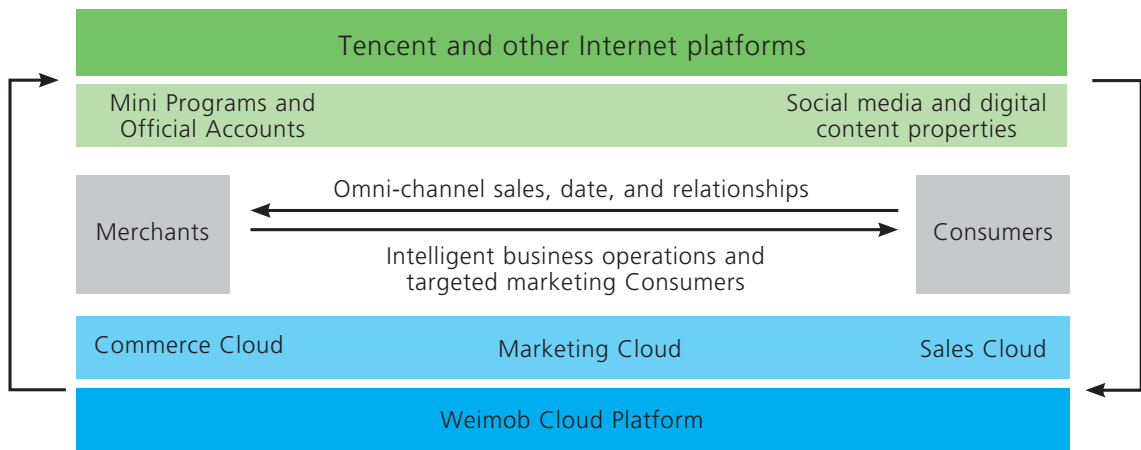 Tencent and other Internet platforms
Mini Programs and
Official Accounts
Social media and digital
content properties
Omni-channel sales, date, and relationships
Merchants
Consumers
Intelligent business operations and
targeted marketing Consumers
Commerce Cloud
Marketing Cloud
Sales Cloud
Weimob Cloud Platform